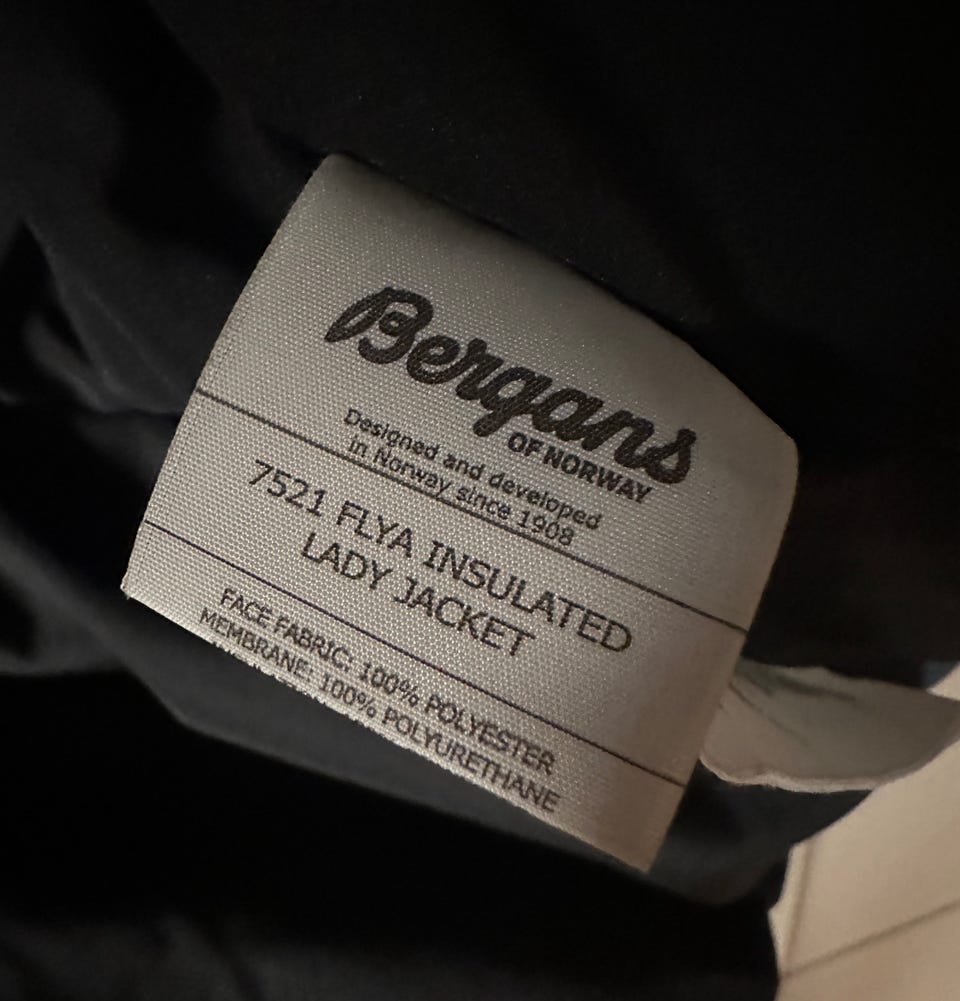 Bergans
OF NORWAY
Designed and developed
in Norway since 1908
7521 FLYA INSULATED
LADY JACKET
FACE FABRIC: 100% POLYESTER
MEMBRANE: 100% POLYURETHANE